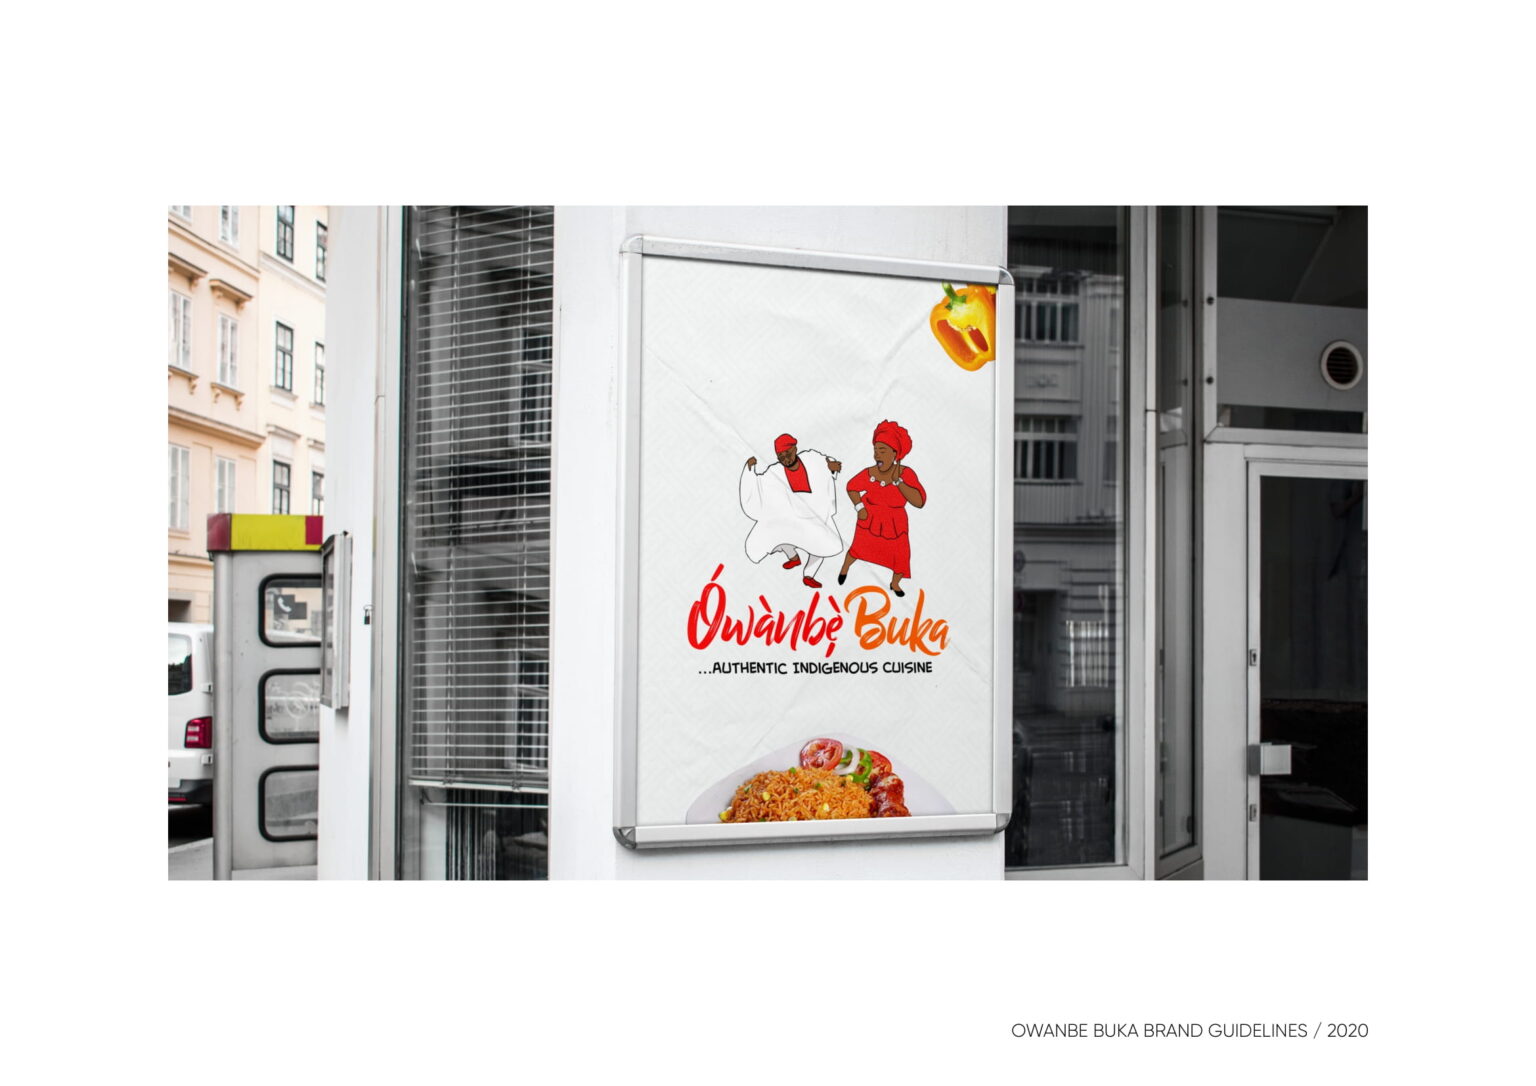 Ówànbẹ̀ Buka
...AUTHENTIC INDIGENOUS CUISINE
OWANBE BUKA BRAND GUIDELINES / 2020